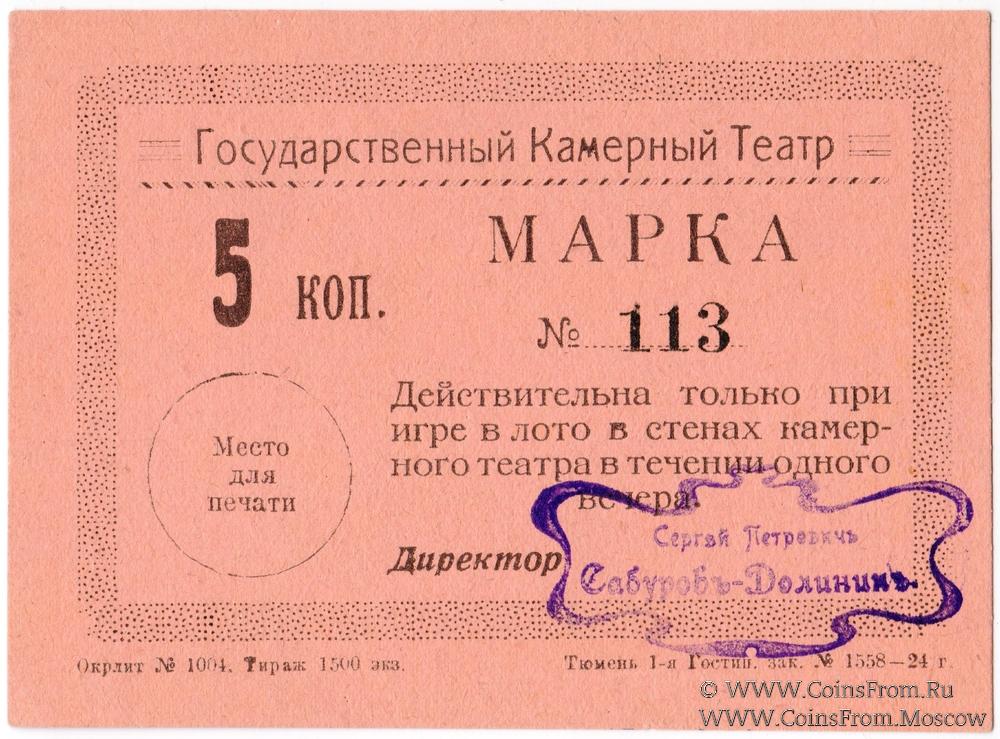 Государственный Камерный Театр
5 коп.
МАРКА
№ 113
Действительна только при
игре в лото в стенах камер-
ного театра в течении одного
вечера.
Место
для
печати
Директор
Сергѣй Петровичъ
Сабуровъ-Долининъ.
Окрлит № 1004. Тираж 1500 экз.
Тюмень 1-я Гостип. зак. № 1558—24 г.
© WWW.CoinsFrom.Ru
WWW.CoinsFrom.Moscow